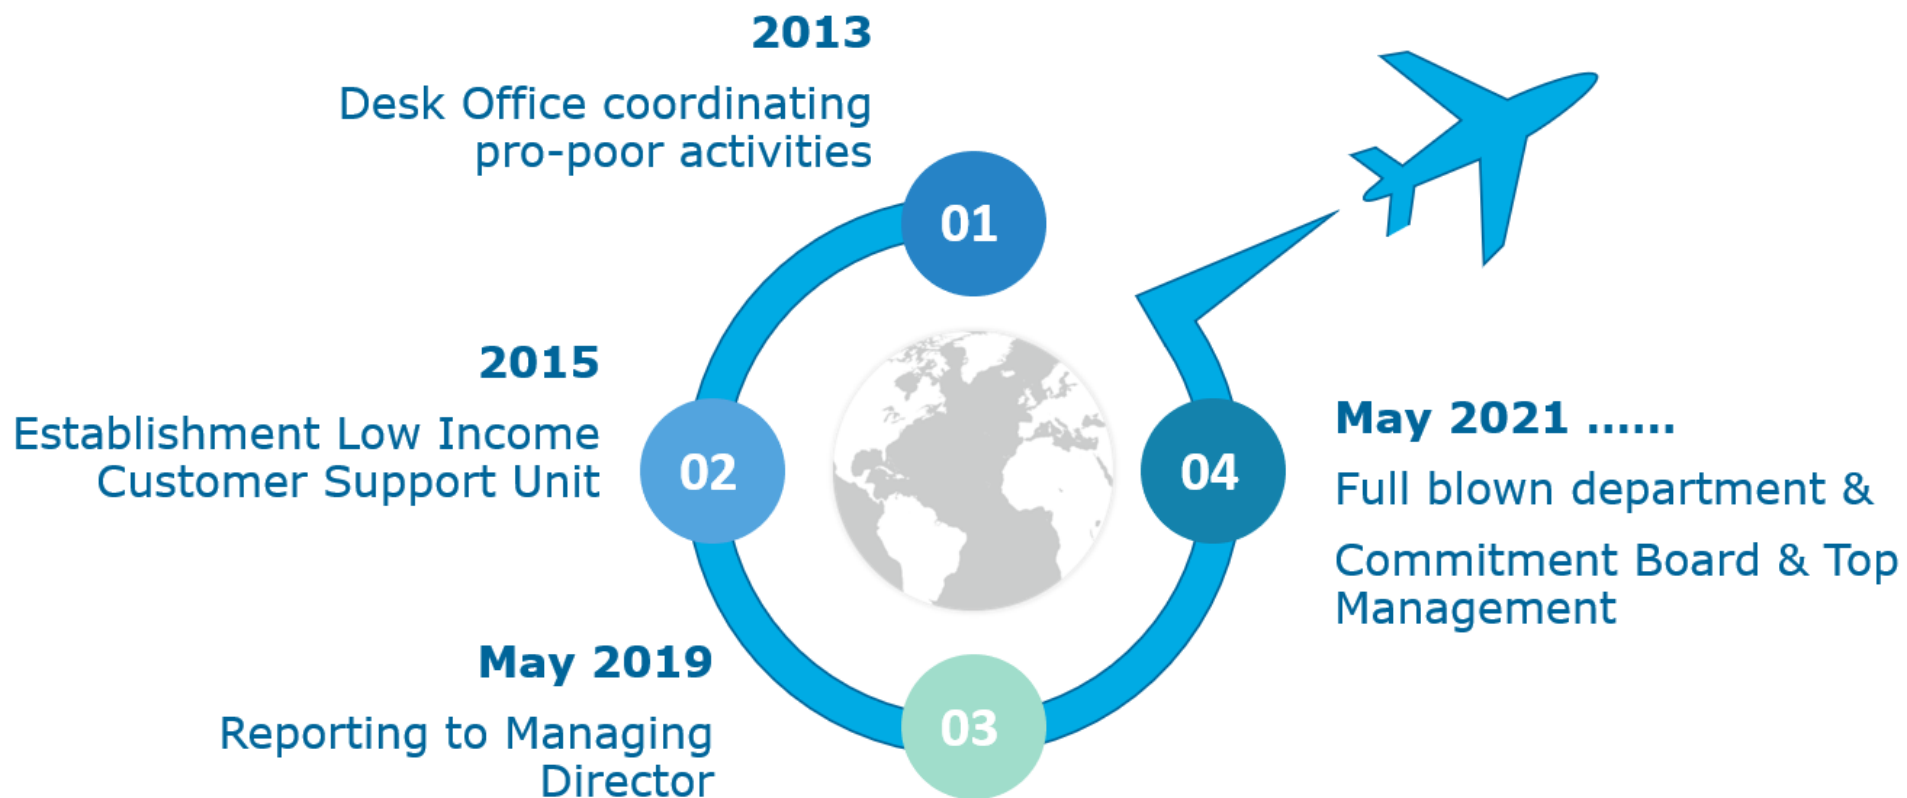 2013
Desk Office coordinating
pro-poor activities
01
2015
Establishment Low Income
Customer Support Unit
02
May 2019
Reporting to Managing
Director
03
04
May 2021 ......
Full blown department &
Commitment Board & Top
Management